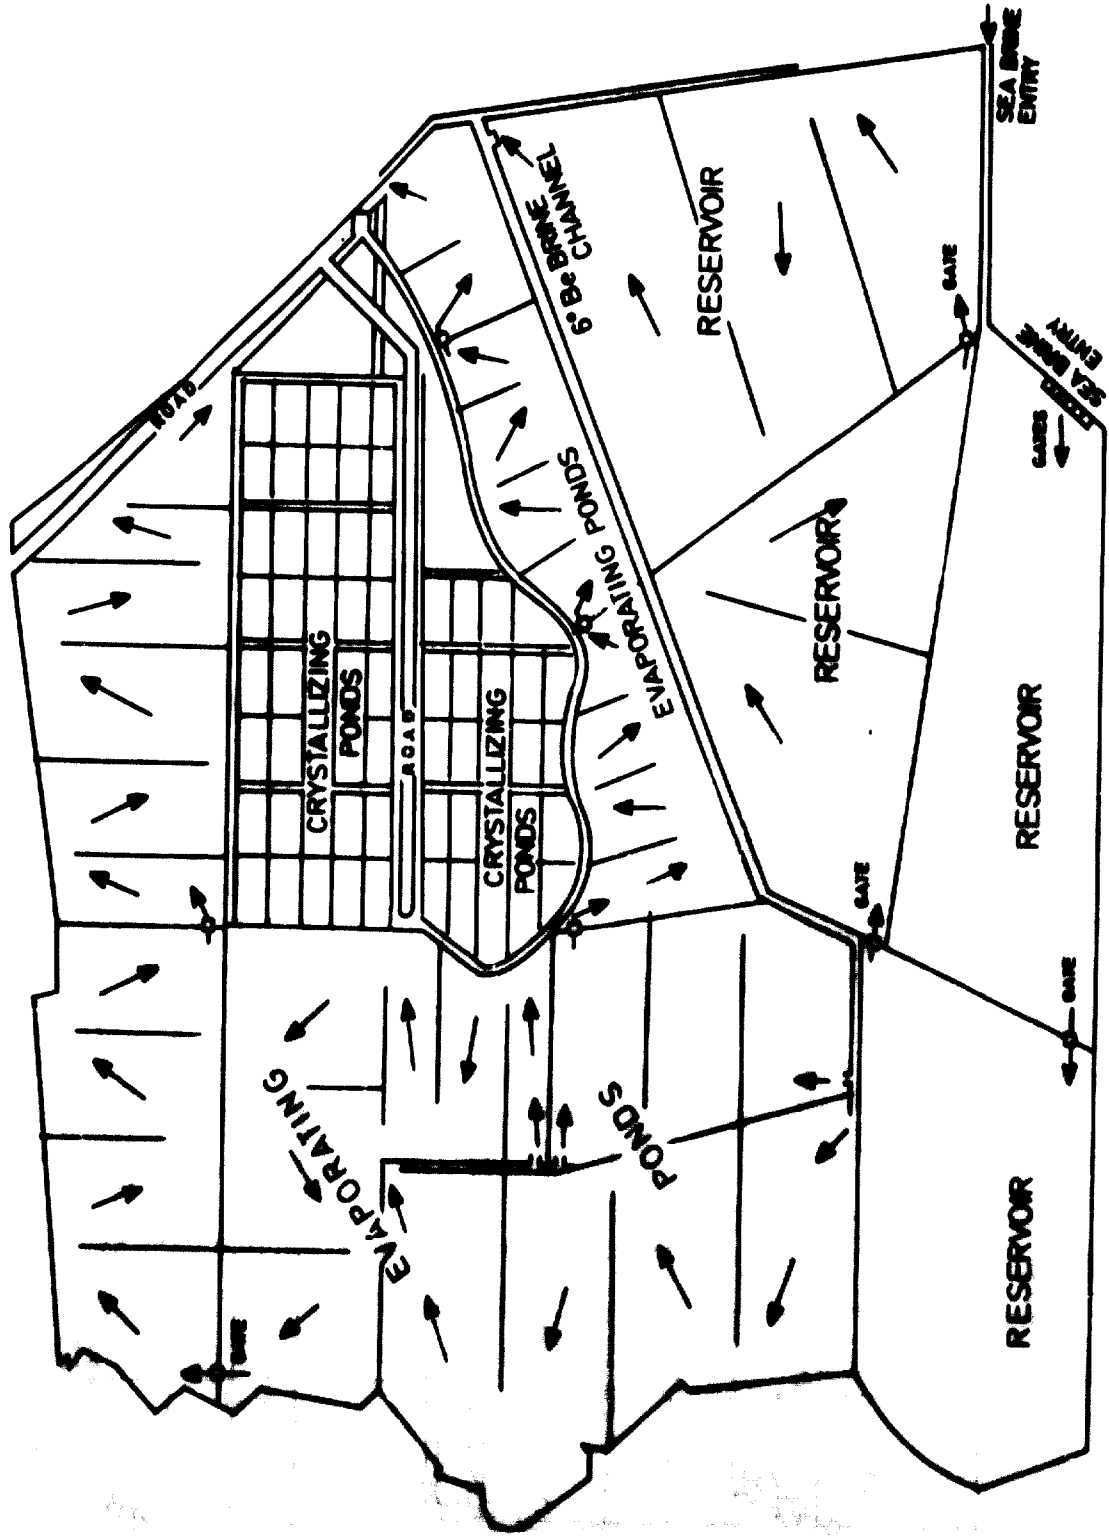 SEA BRINE
ENTRY
SEA BRINE
ENTRY
GATES
6° Be BRINE
CHANNEL
RESERVOIR
GATE
ROAD
EVAPORATING PONDS
RESERVOIR
CRYSTALLIZING
PONDS
ROAD
CRYSTALLIZING
PONDS
RESERVOIR
GATE
GATE
EVAPORATING
PONDS
RESERVOIR
GATE